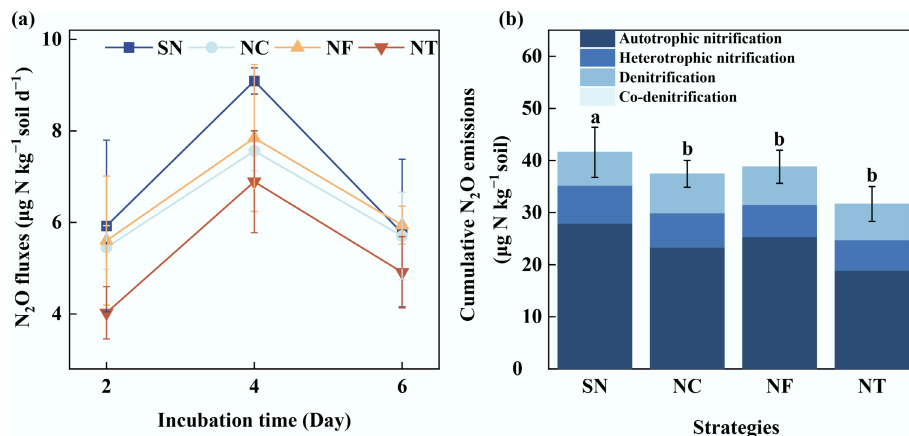 (a)
10
8
6
4
N₂O fluxes (μg N kg⁻¹ soil d⁻¹)
SN NC NF NT
2 4 6
Incubation time (Day)
(b)
60
50
40
30
20
10
0
Cumulative N₂O emissions
(μg N kg⁻¹ soil)
Autotrophic nitrification
Heterotrophic nitrification
Denitrification
Co-denitrification
a
b
b
b
SN NC NF NT
Strategies